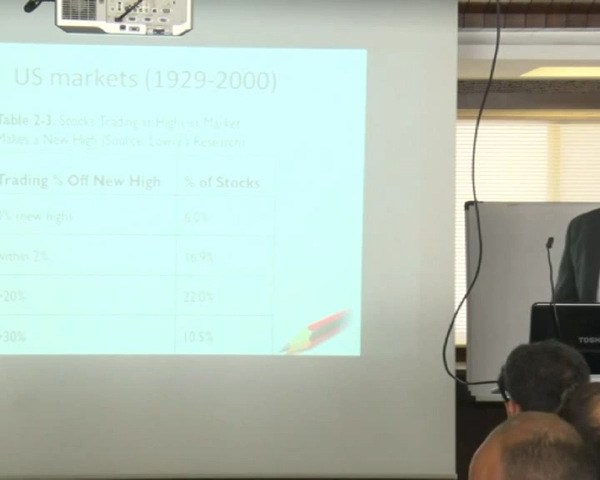 US markets (1929-2000)
Table 2-3. Stocks Trading at High as Market
Makes a New High (Source: Lowry's Research)
Trading % Off New High % of Stocks
(new high) 6.0%
within 2% 16.9%
>20% 22.0%
>30% 10.5%
TOSH